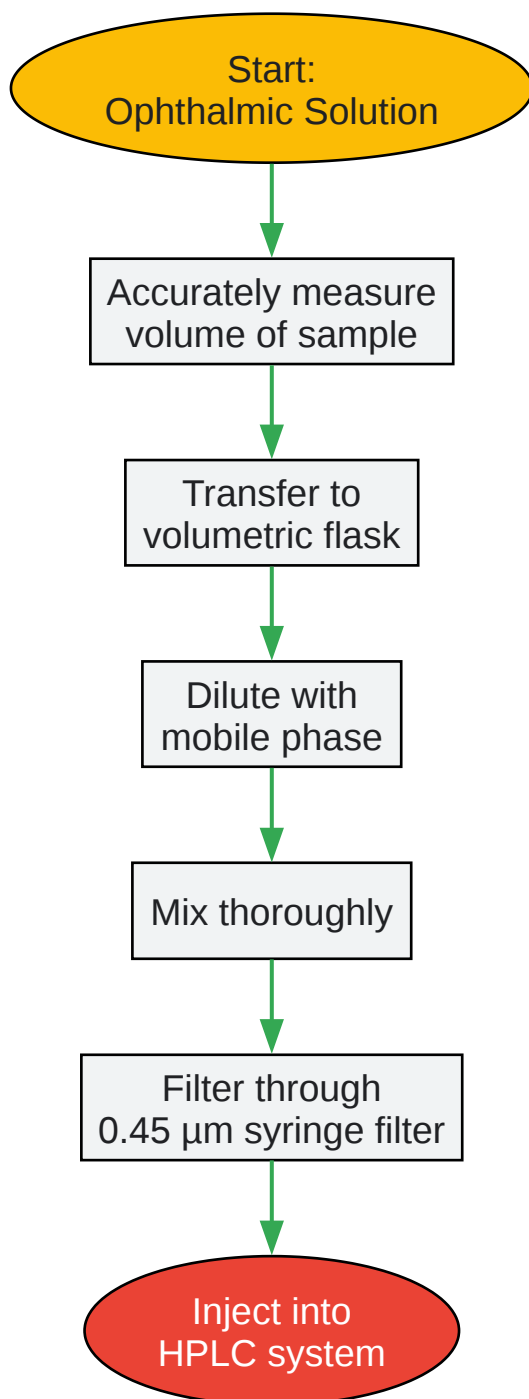 Start:
Ophthalmic Solution
Accurately measure
volume of sample
Transfer to
volumetric flask
Dilute with
mobile phase
Mix thoroughly
Filter through
0.45 µm syringe filter
Inject into
HPLC system